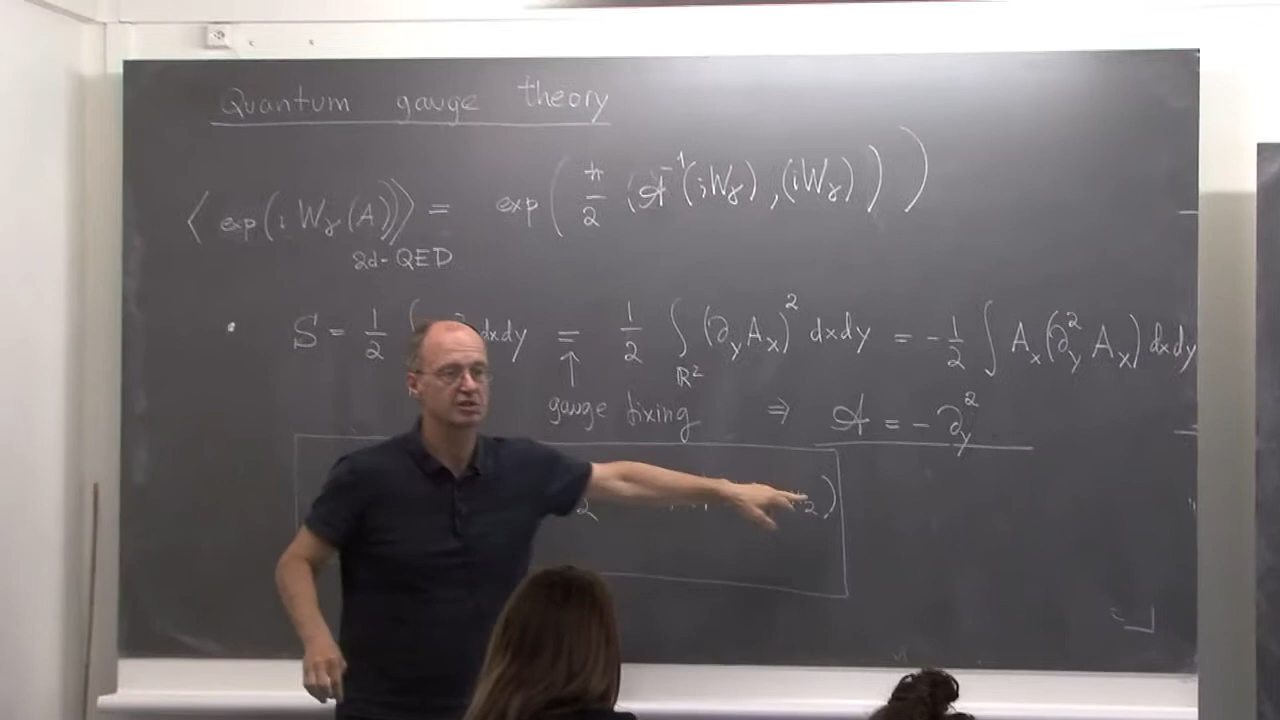 Quantum gauge theory
⟨ exp(i W_γ(A)) ⟩ = exp( ħ/2 (𝒜⁻¹(iW_γ), (iW_γ) ) )
2d-QED
• S = 1/2 ∫ dxdy = 1/2 ∫_{ℝ²} (∂_y A_x)² dxdy = - 1/2 ∫ A_x (∂_y² A_x) dxdy
↑
gauge fixing ⇒ 𝒜 = - ∂_y²
2 )